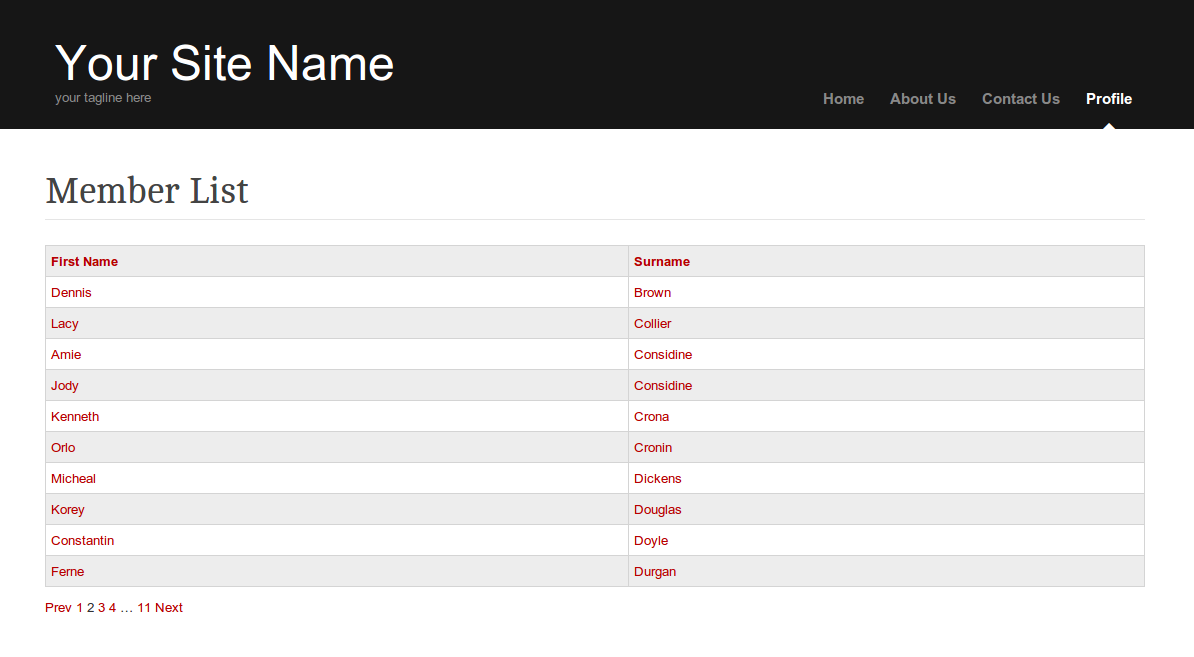 Your Site Name
your tagline here
Home About Us Contact Us Profile
Member List
First Name Surname
Dennis Brown
Lacy Collier
Amie Considine
Jody Considine
Kenneth Crona
Orlo Cronin
Micheal Dickens
Korey Douglas
Constantin Doyle
Ferne Durgan
Prev 1 2 3 4 … 11 Next